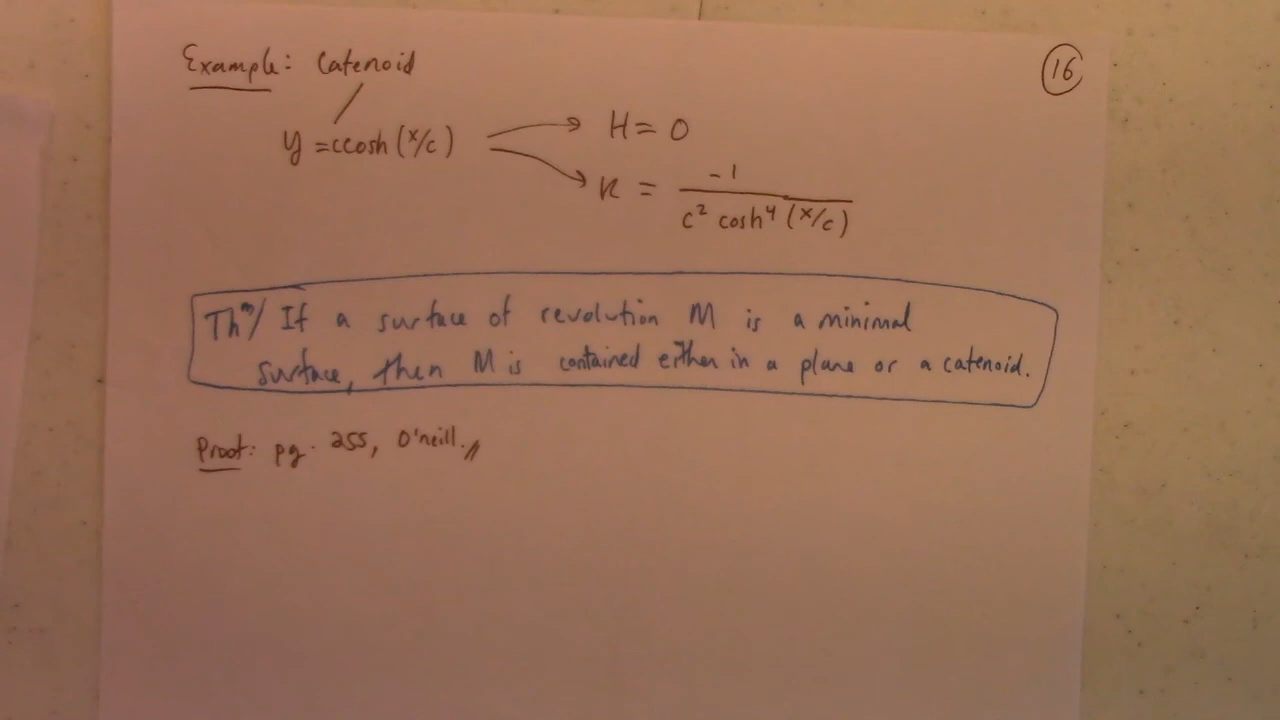 Example: Catenoid
16
y = c cosh (x/c)
H = 0
K = -1 / c² cosh⁴ (x/c)
Thᵐ/ If a surface of revolution M is a minimal
surface, then M is contained either in a plane or a catenoid.
Proof: pg. 255, O'neill.//